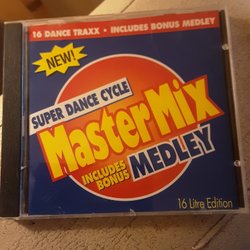 16 DANCE TRAXX • INCLUDES BONUS MEDLEY
NEW!
SUPER DANCE CYCLE
MasterMix
INCLUDES
BONUS
MEDLEY
16 Litre Edition